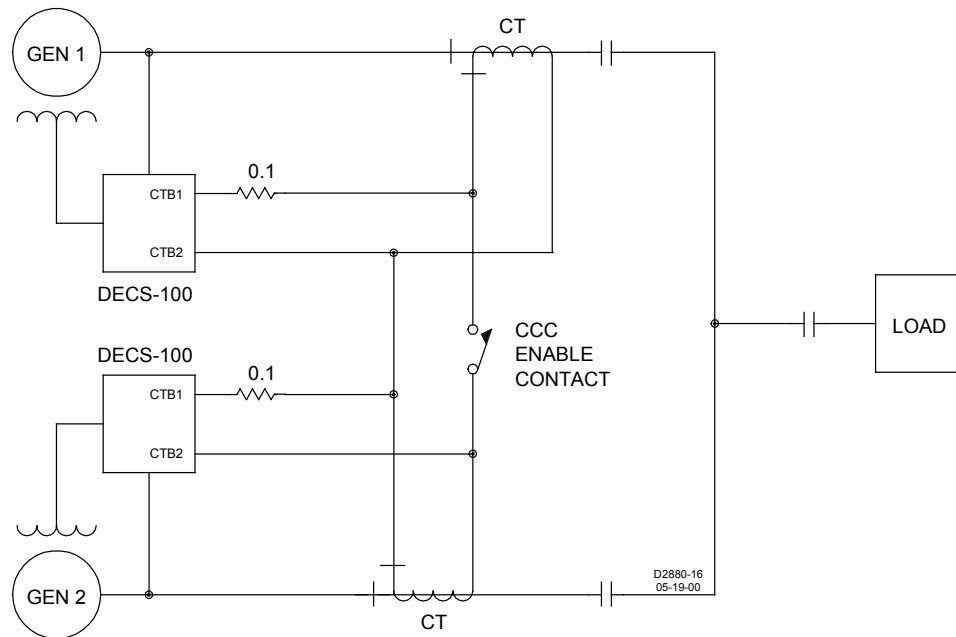 CT
GEN 1
0.1
CTB1
CTB2
DECS-100
CCC
ENABLE
CONTACT
LOAD
DECS-100
0.1
CTB1
CTB2
D2880-16
05-19-00
GEN 2
CT